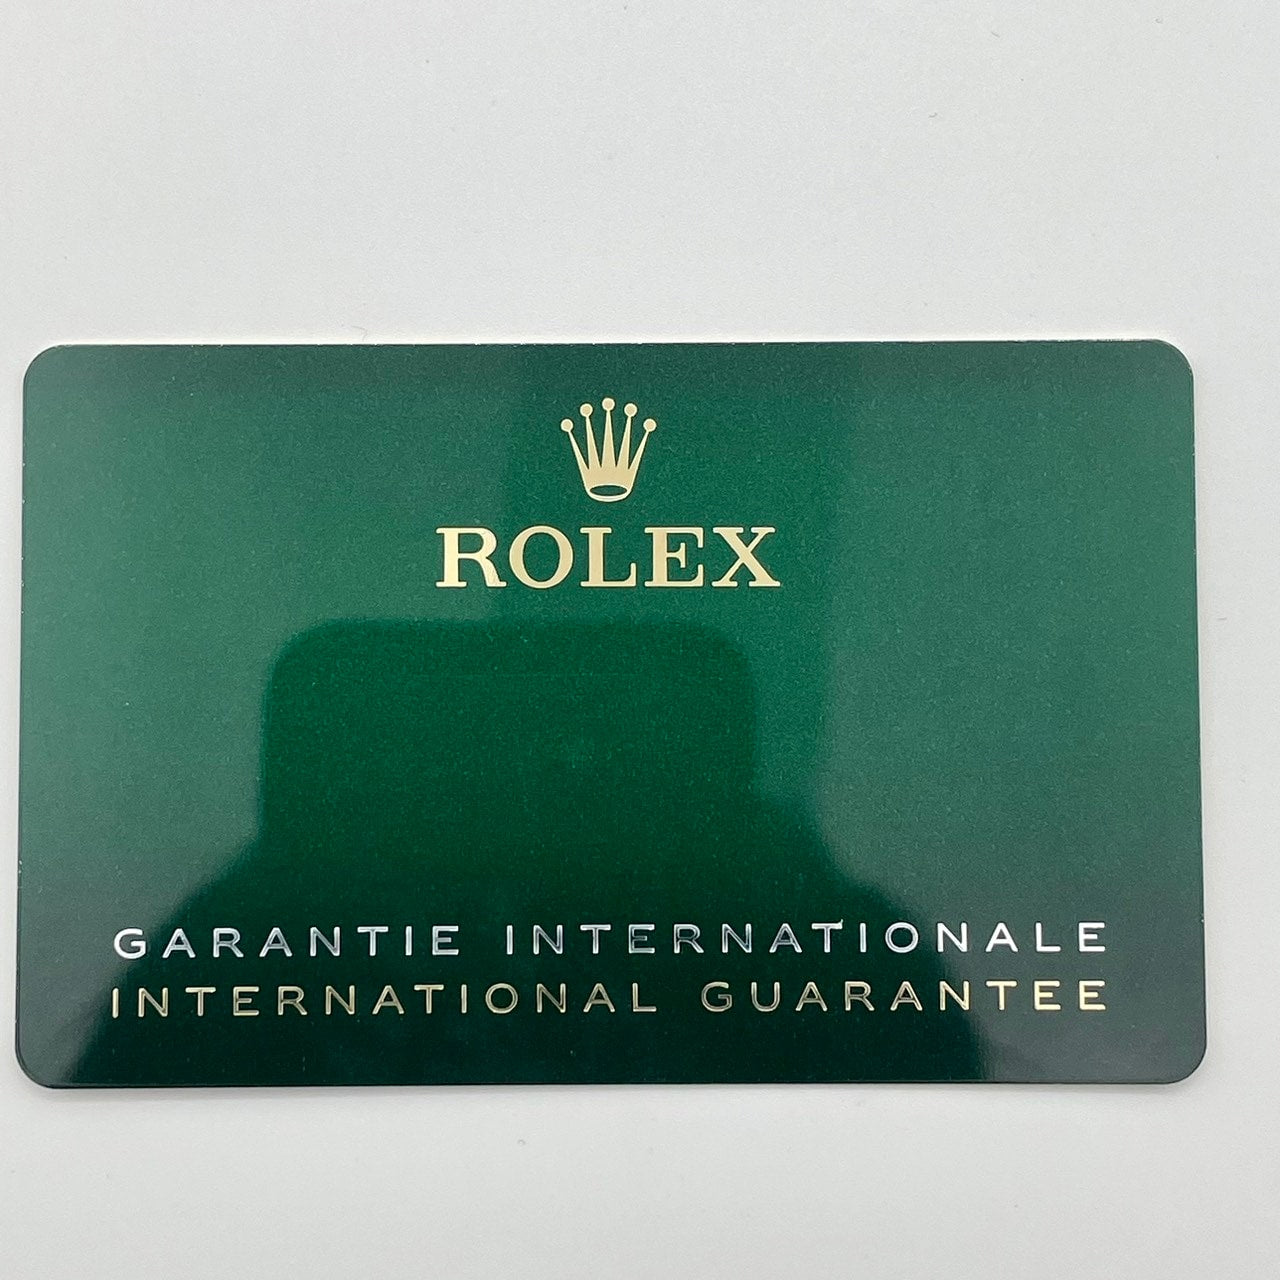 ROLEX
GARANTIE INTERNATIONALE
INTERNATIONAL GUARANTEE